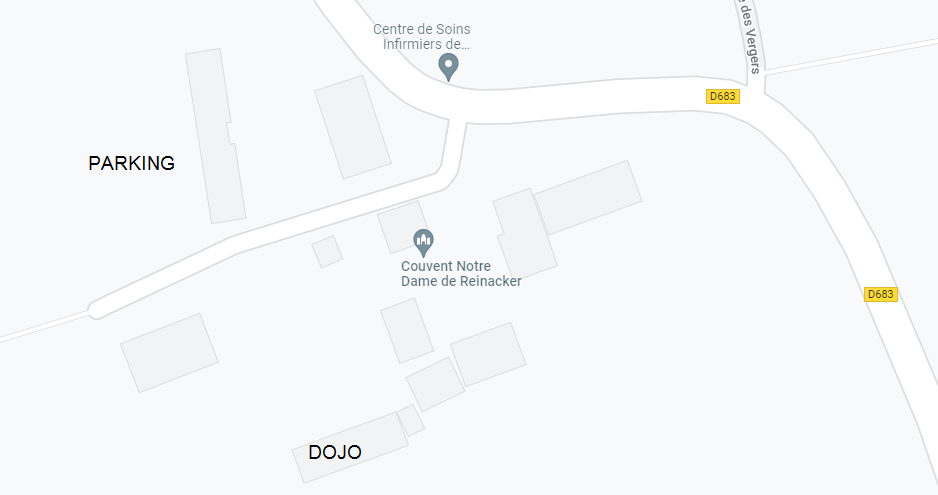 e des Vergers
Centre de Soins
Infirmiers de...
D683
PARKING
Couvent Notre
Dame de Reinacker
D683
DOJO